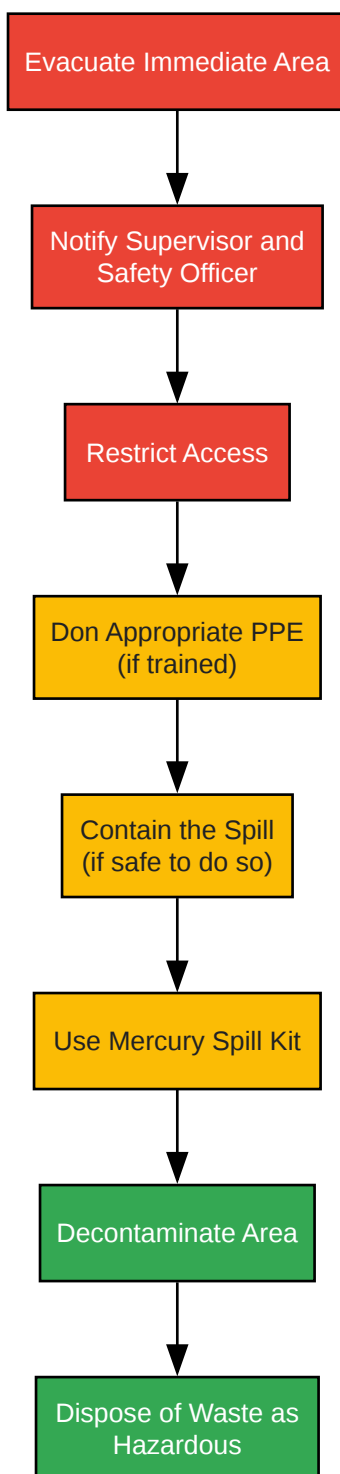 Evacuate Immediate Area
Notify Supervisor and
Safety Officer
Restrict Access
Don Appropriate PPE
(if trained)
Contain the Spill
(if safe to do so)
Use Mercury Spill Kit
Decontaminate Area
Dispose of Waste as
Hazardous